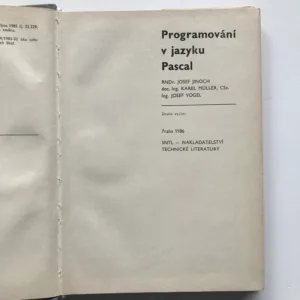 Programování
v jazyku
Pascal
RNDr. JOSEF JINOCH
doc. Ing. KAREL MÜLLER, CSc.
Ing. JOSEF VOGEL
Druhé vydání
Praha 1986
SNTL — NAKLADATELSTVÍ
TECHNICKÉ LITERATURY